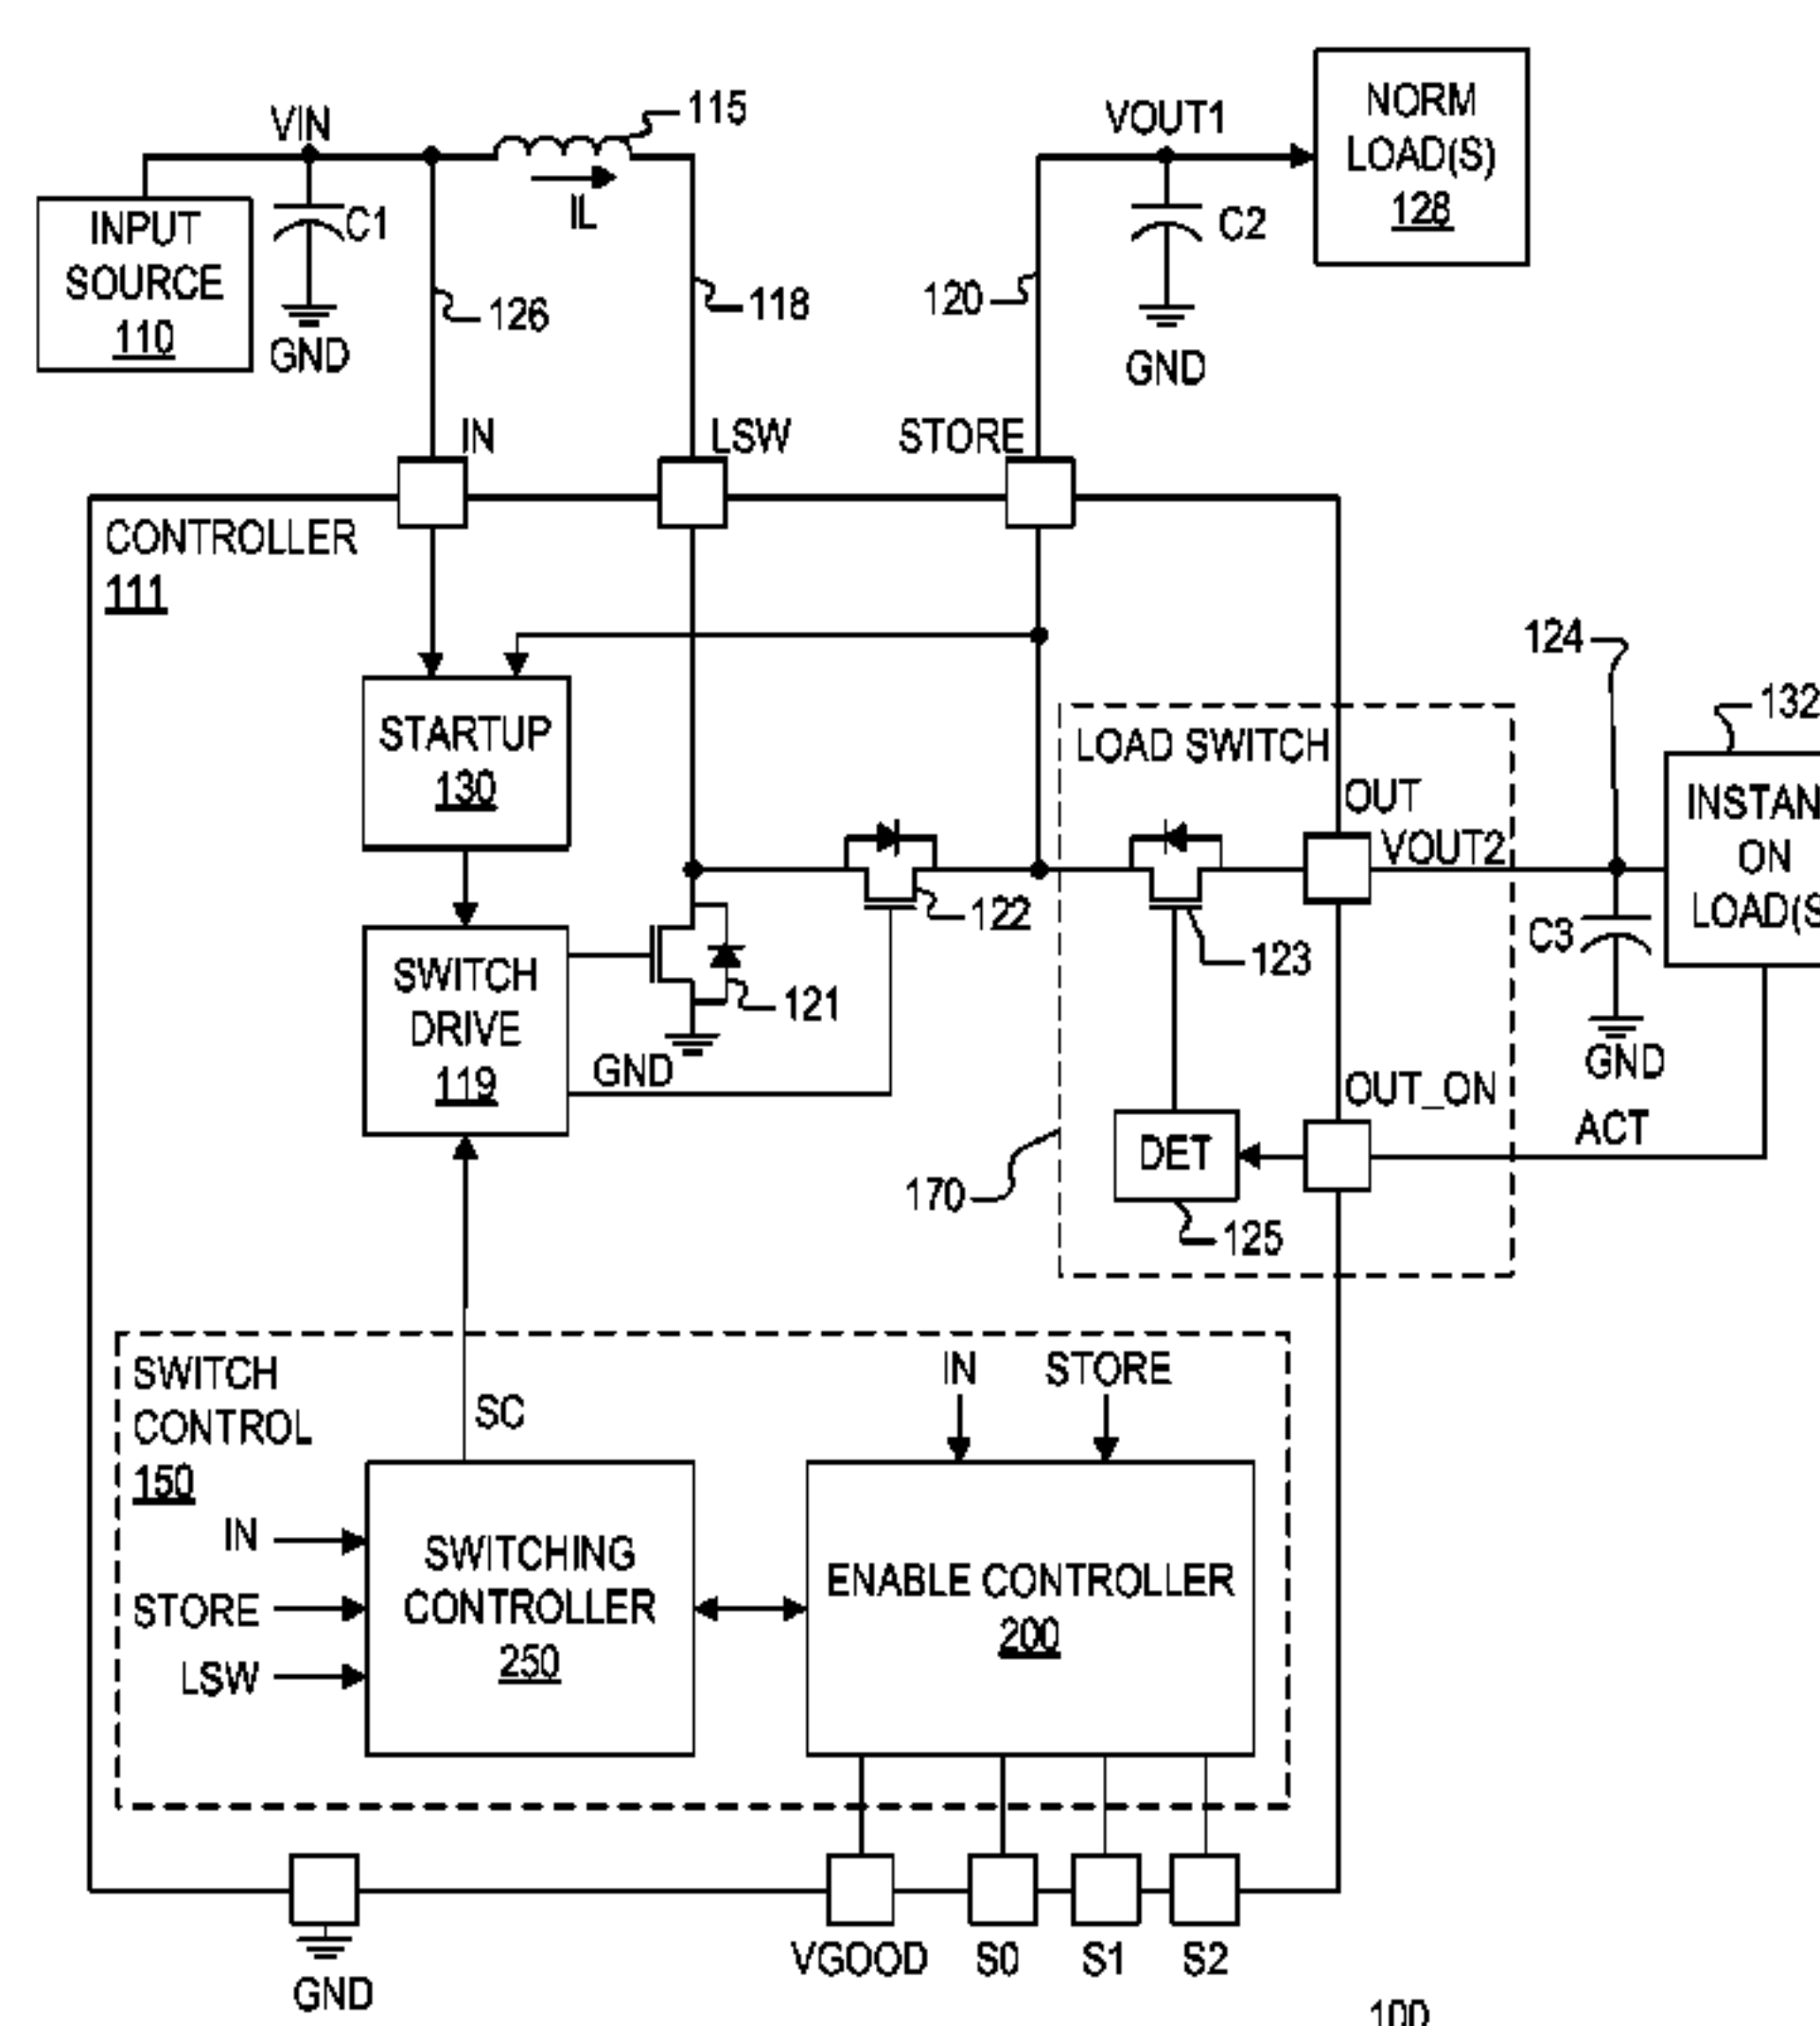 115
VIN
VOUT1
NORM
LOAD(S)
128
INPUT
SOURCE
110
C1
IL
C2
GND
126
118
120
GND
IN
LSW
STORE
CONTROLLER
111
124
132
STARTUP
130
LOAD SWITCH
OUT
VOUT2
INSTAN
ON
LOAD(S
122
123
C3
SWITCH
DRIVE
119
121
GND
GND
OUT_ON
ACT
DET
170
125
SWITCH
CONTROL
150
SC
IN
STORE
IN
STORE
LSW
SWITCHING
CONTROLLER
250
ENABLE CONTROLLER
200
VGOOD
S0
S1
S2
GND
100